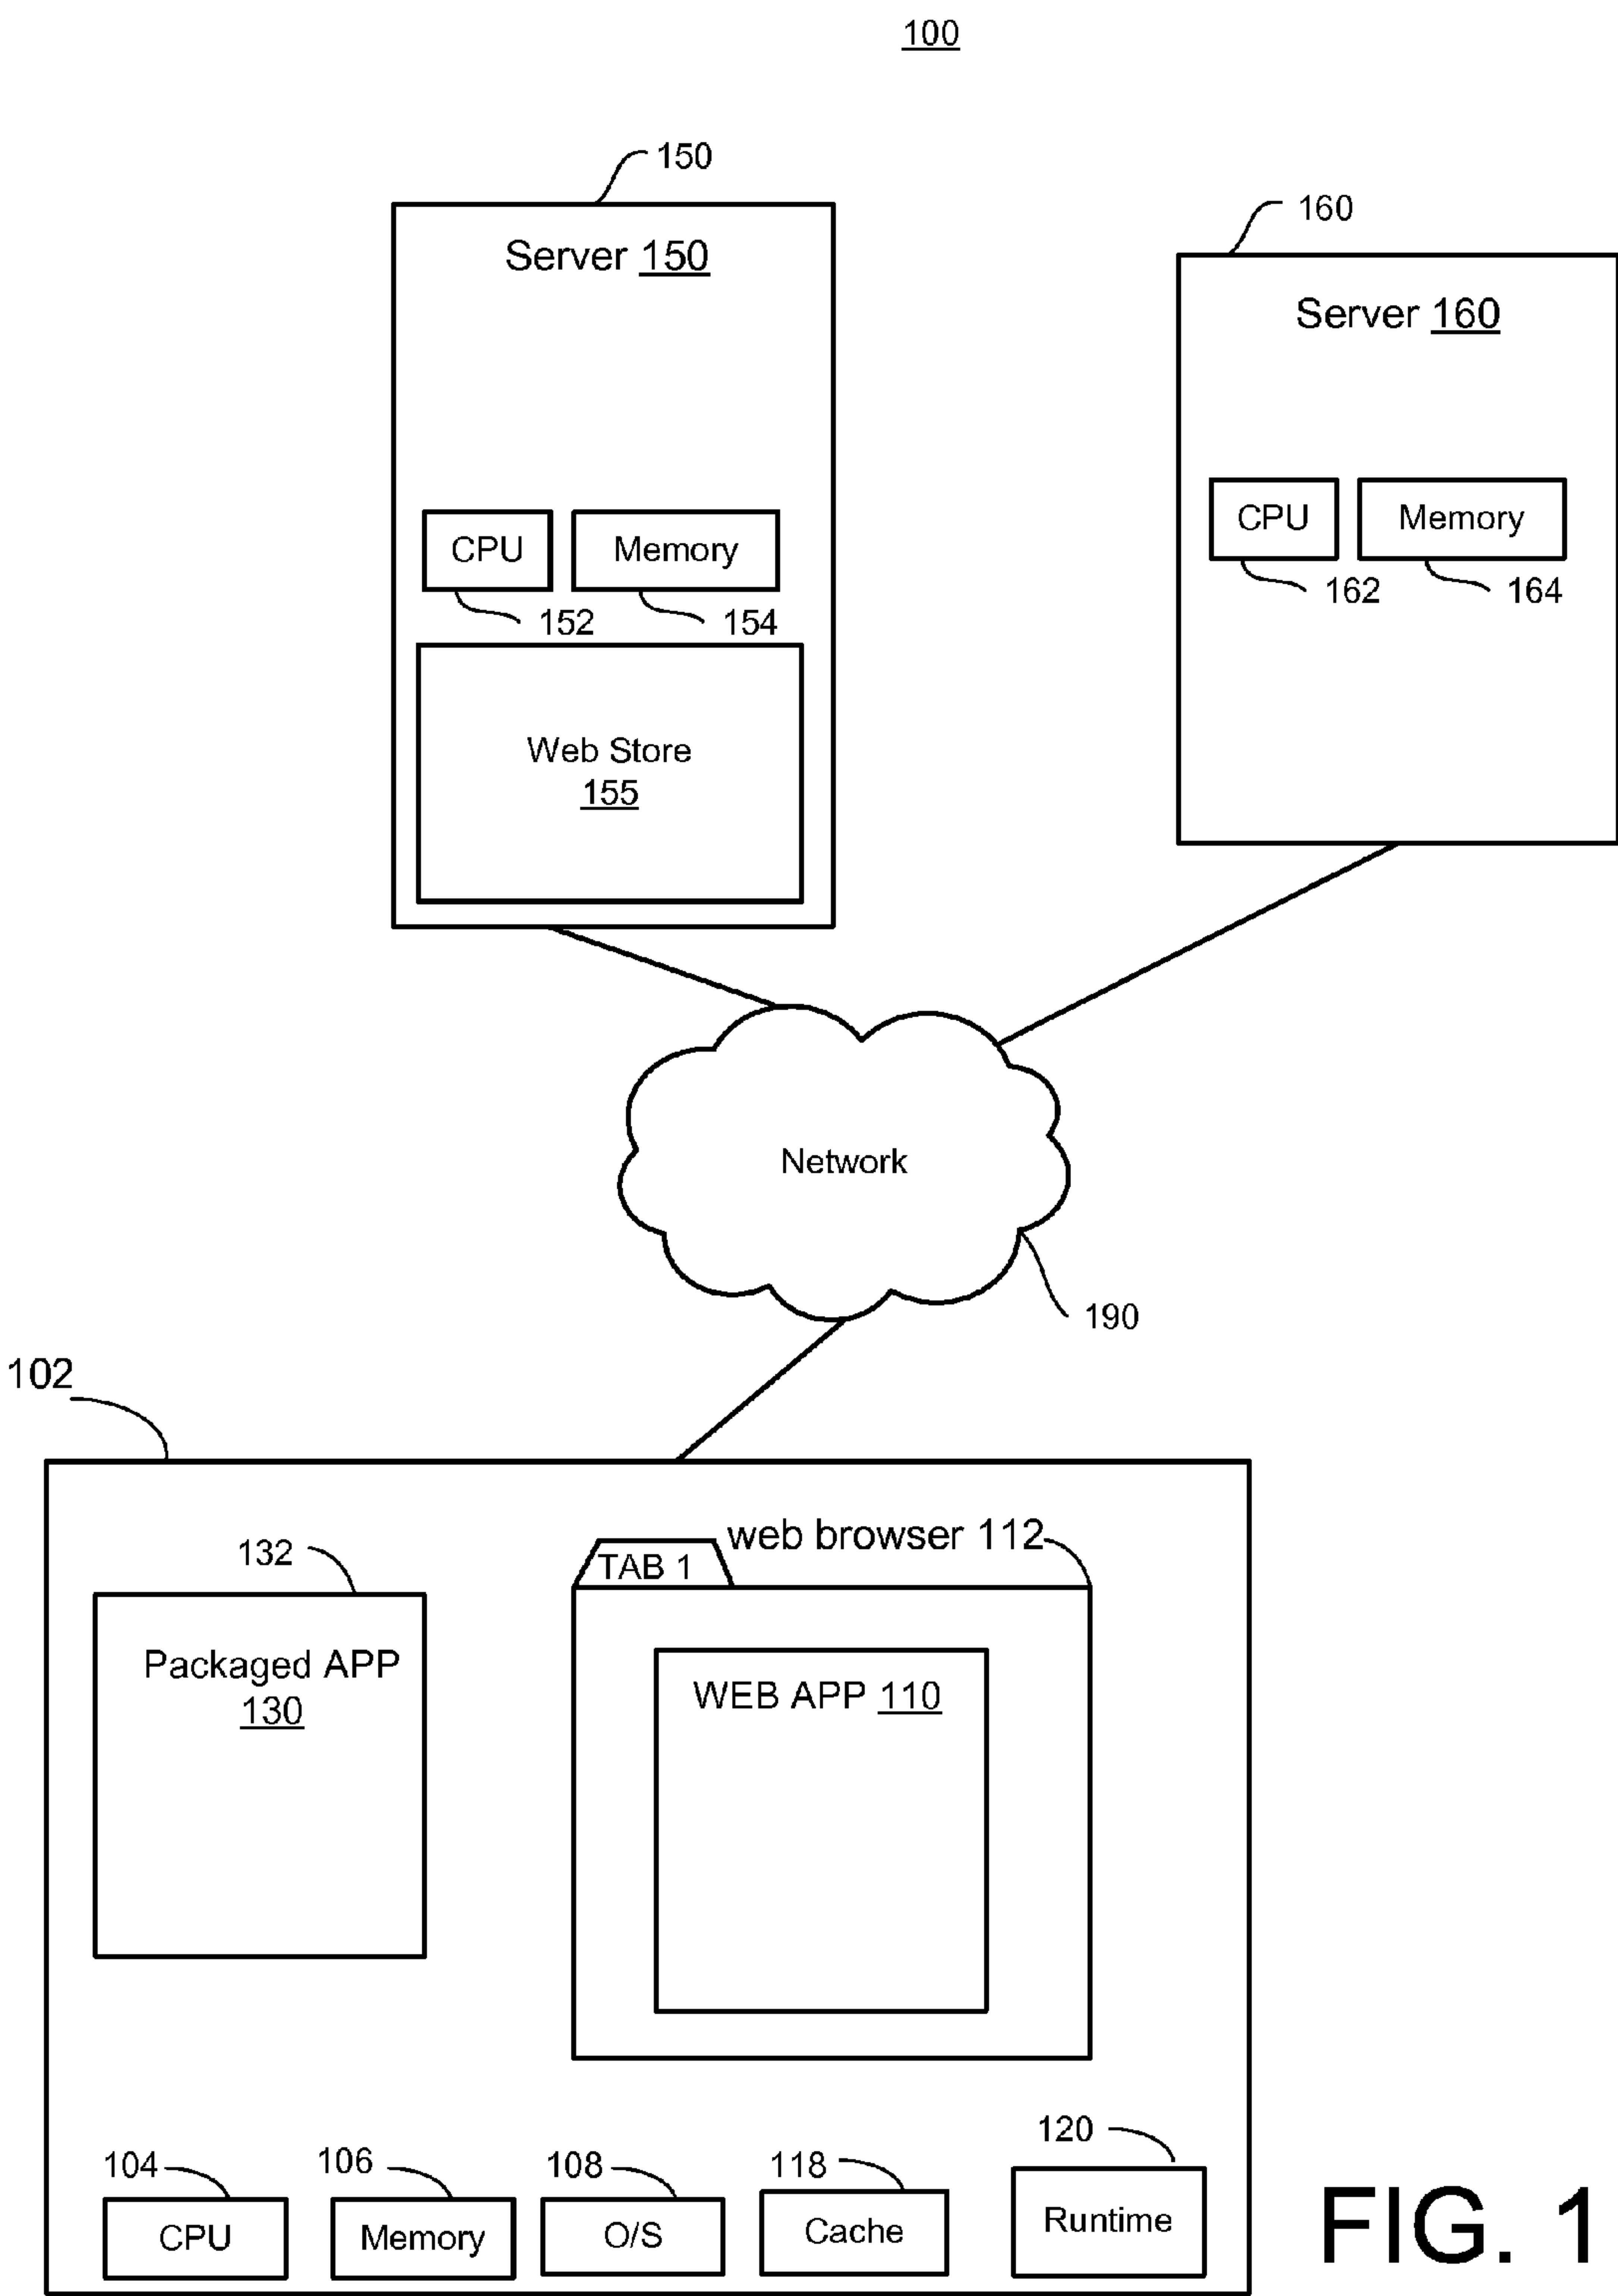 100
150
160
Server 150
Server 160
CPU
Memory
162
164
CPU
Memory
152
154
Web Store
155
Network
190
102
web browser 112
132
TAB 1
Packaged APP
130
WEB APP 110
120
104
106
108
118
CPU
Memory
O/S
Cache
Runtime
FIG. 1